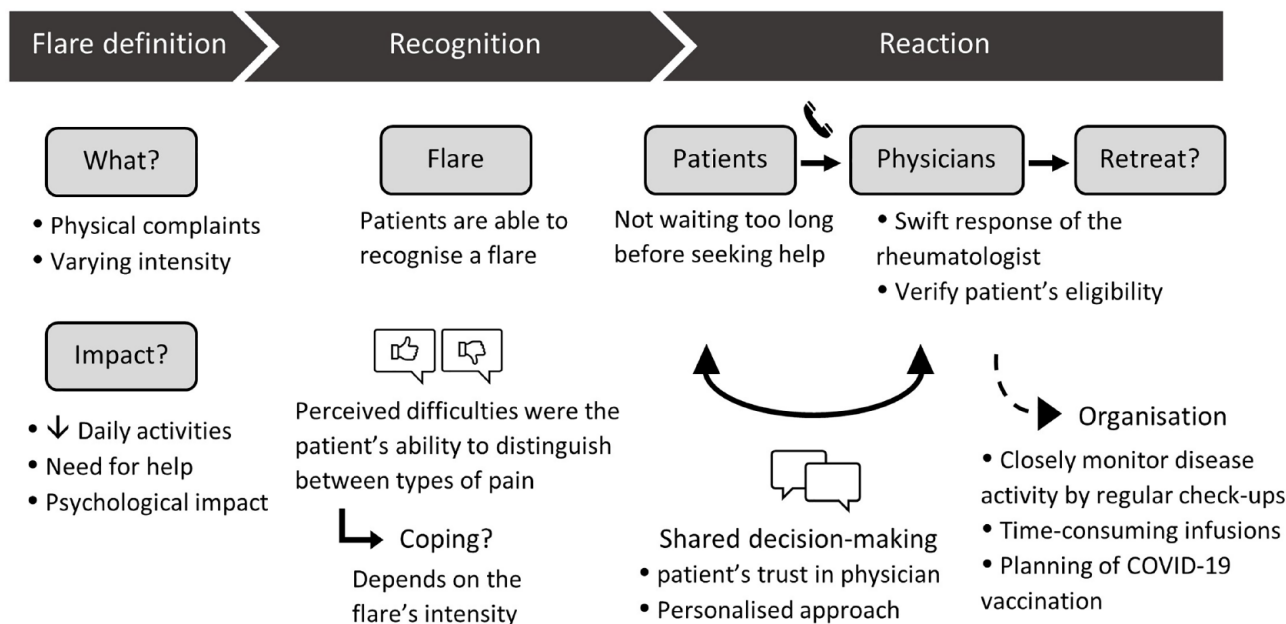 Flare definition
Recognition
Reaction
What?
• Physical complaints
• Varying intensity
Impact?
• ↓ Daily activities
• Need for help
• Psychological impact
Flare
Patients are able to
recognise a flare
Perceived difficulties were the
patient's ability to distinguish
between types of pain
Coping?
Depends on the
flare's intensity
Patients
Not waiting too long
before seeking help
Physicians
• Swift response of the
rheumatologist
• Verify patient's eligibility
Retreat?
Shared decision-making
• patient's trust in physician
• Personalised approach
Organisation
• Closely monitor disease
activity by regular check-ups
• Time-consuming infusions
• Planning of COVID-19
vaccination